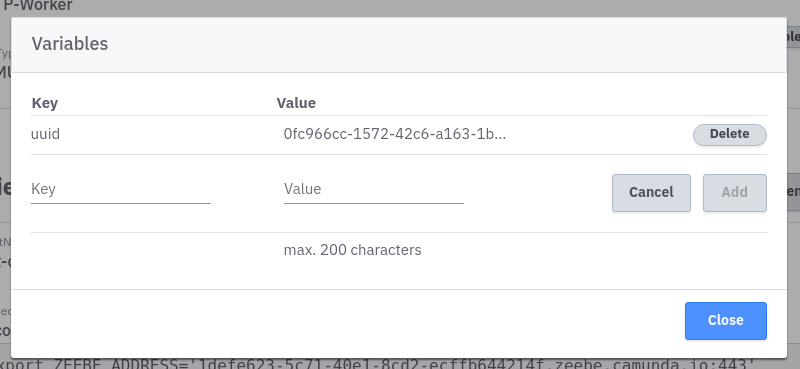 P-Worker
Variables
Key Value
uuid 0fc966cc-1572-42c6-a163-1b... Delete
Key Value Cancel Add
max. 200 characters
Close
xport ZEEBE_ADDRESS='1defe623-5c71-40e1-8cd2-ecffb644214f.zeebe.camunda.io:443'